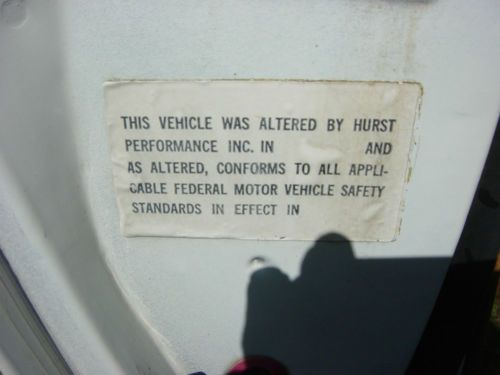 THIS VEHICLE WAS ALTERED BY HURST
PERFORMANCE INC. IN AND
AS ALTERED, CONFORMS TO ALL APPLI-
CABLE FEDERAL MOTOR VEHICLE SAFETY
STANDARDS IN EFFECT IN